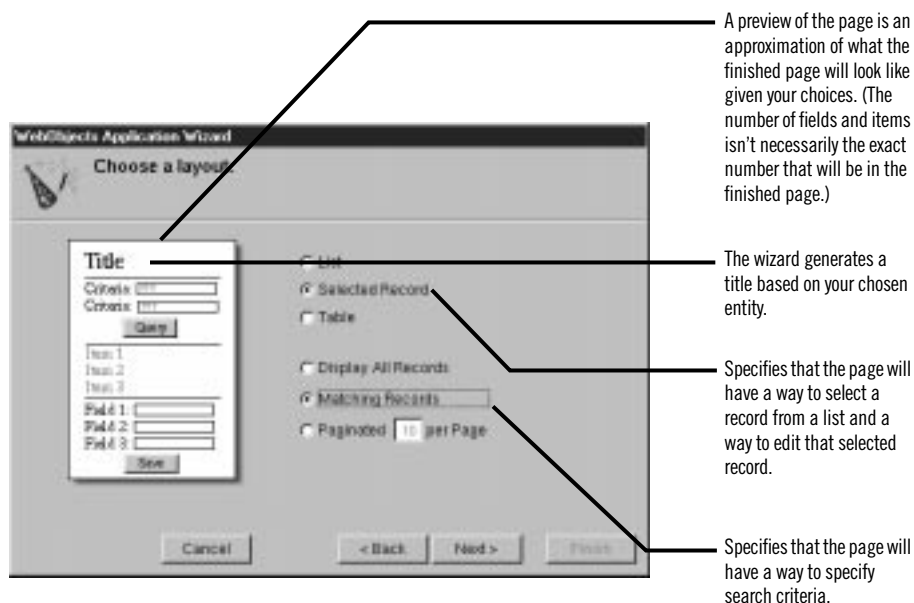 A preview of the page is an
approximation of what the
finished page will look like
given your choices. (The
number of fields and items
isn’t necessarily the exact
number that will be in the
finished page.)
WebObjects Application Wizard
Choose a layout.
Title
Criteria: ???
Criteria: ???
Query
Item 1
Item 2
Item 3
Field 1:
Field 2:
Field 3:
Save
List
Selected Record
Table
Display All Records
Matching Records
Paginated 10 per Page
Cancel
< Back
Next >
Finish
The wizard generates a
title based on your chosen
entity.
Specifies that the page will
have a way to select a
record from a list and a
way to edit that selected
record.
Specifies that the page will
have a way to specify
search criteria.